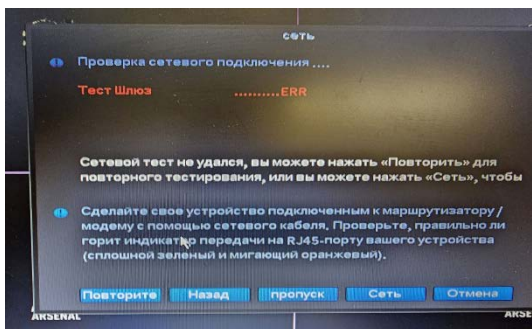 сеть
Проверка сетевого подключения ....
Тест Шлюз ..........ERR
Сетевой тест не удался, вы можете нажать «Повторить» для
повторного тестирования, или вы можете нажать «Сеть», чтобы
Сделайте свое устройство подключенным к маршрутизатору /
модему с помощью сетевого кабеля. Проверьте, правильно ли
горит индикатор передачи на RJ45-порту вашего устройства
(сплошной зеленый и мигающий оранжевый).
Повторите Назад пропуск Сеть Отмена
ARSENAL ARSE